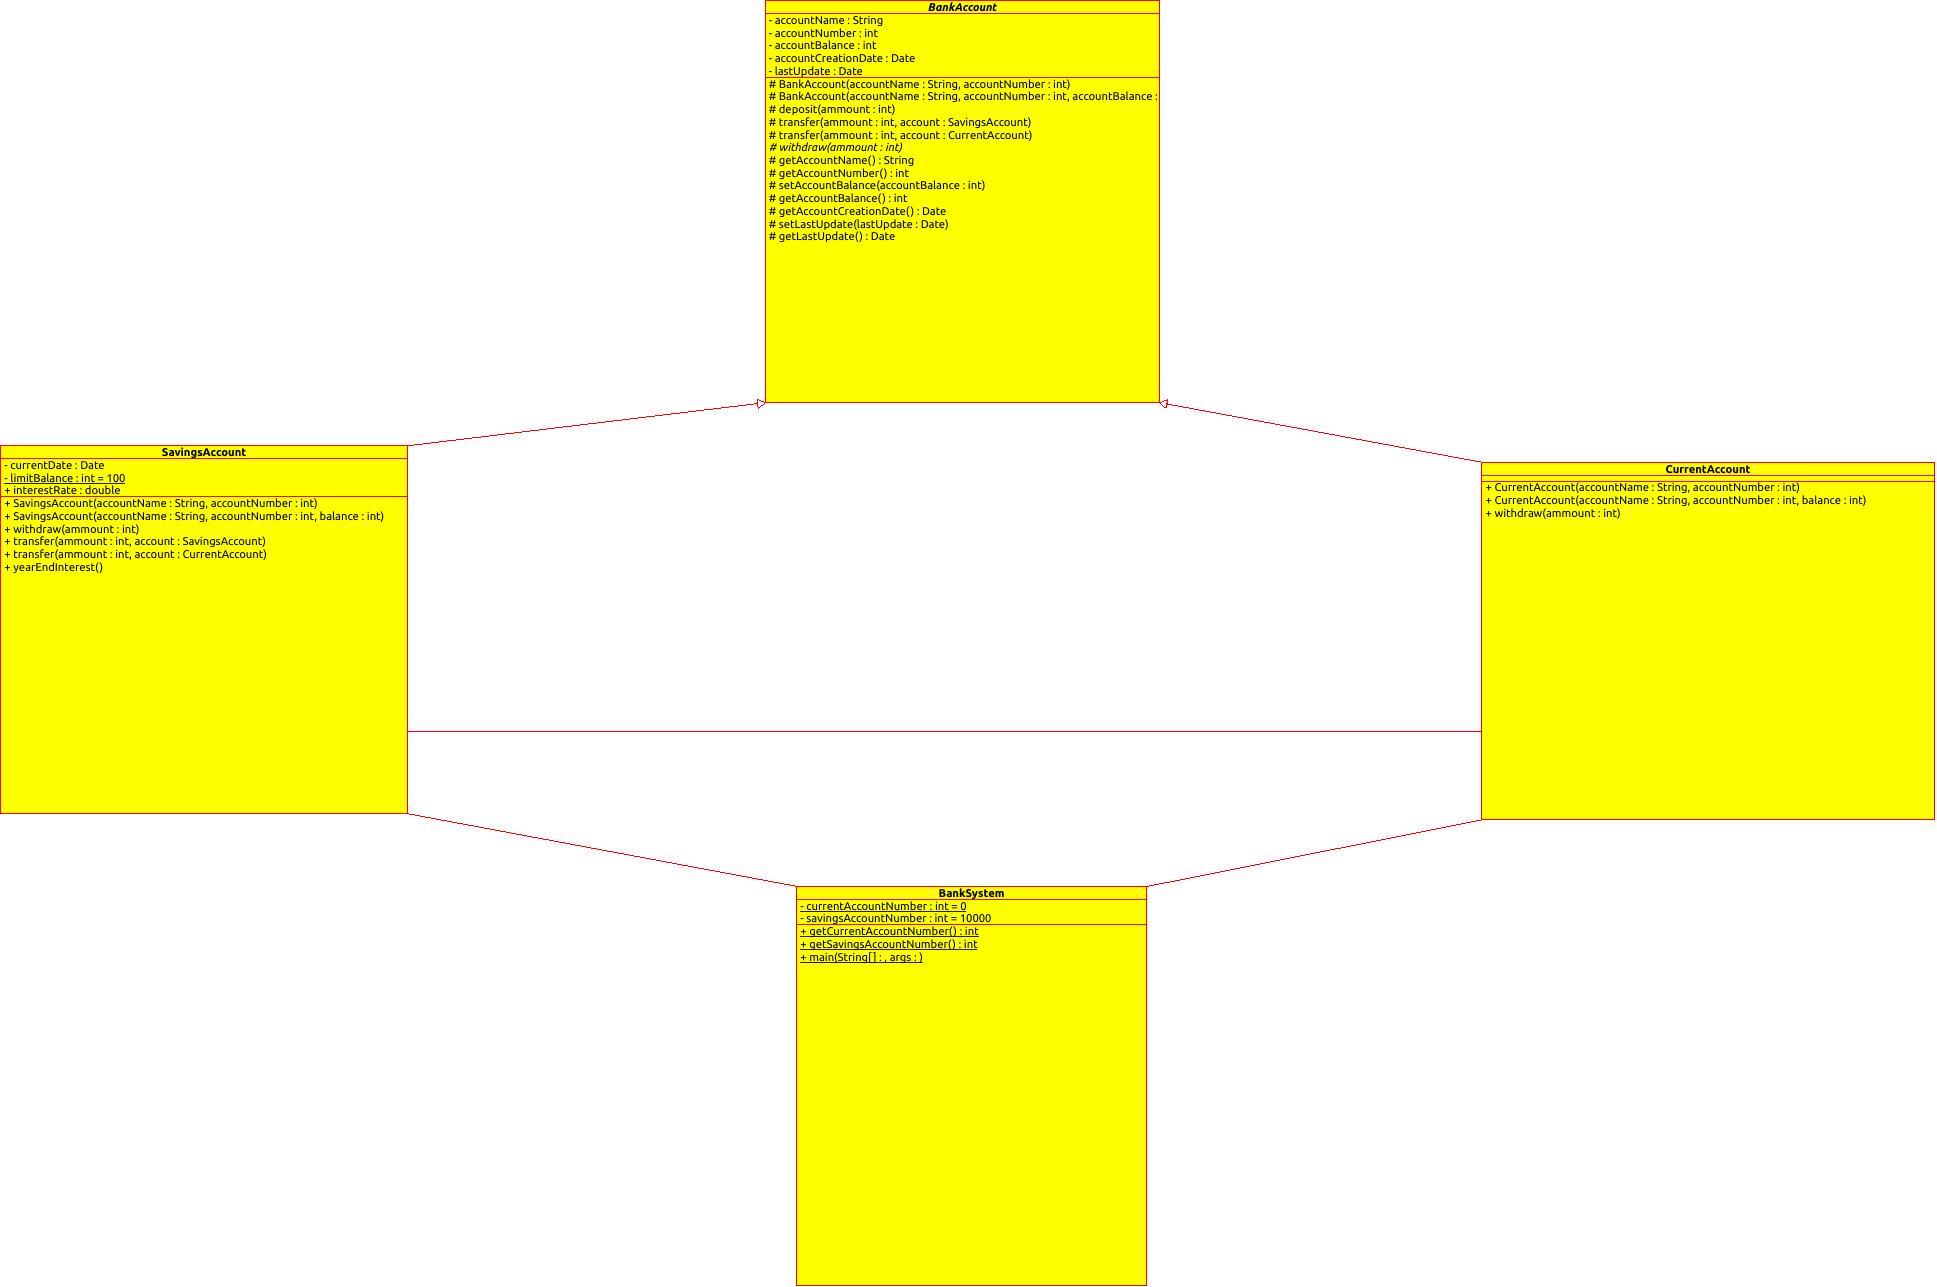 BankAccount
- accountName : String
- accountNumber : int
- accountBalance : int
- accountCreationDate : Date
- lastUpdate : Date
# BankAccount(accountName : String, accountNumber : int)
# BankAccount(accountName : String, accountNumber : int, accountBalance :
# deposit(ammount : int)
# transfer(ammount : int, account : SavingsAccount)
# transfer(ammount : int, account : CurrentAccount)
# withdraw(ammount : int)
# getAccountName() : String
# getAccountNumber() : int
# setAccountBalance(accountBalance : int)
# getAccountBalance() : int
# getAccountCreationDate() : Date
# setLastUpdate(lastUpdate : Date)
# getLastUpdate() : Date
SavingsAccount
- currentDate : Date
- limitBalance : int = 100
+ interestRate : double
+ SavingsAccount(accountName : String, accountNumber : int)
+ SavingsAccount(accountName : String, accountNumber : int, balance : int)
+ withdraw(ammount : int)
+ transfer(ammount : int, account : SavingsAccount)
+ transfer(ammount : int, account : CurrentAccount)
+ yearEndInterest()
CurrentAccount
+ CurrentAccount(accountName : String, accountNumber : int)
+ CurrentAccount(accountName : String, accountNumber : int, balance : int)
+ withdraw(ammount : int)
BankSystem
- currentAccountNumber : int = 0
- savingsAccountNumber : int = 10000
+ getCurrentAccountNumber() : int
+ getSavingsAccountNumber() : int
+ main(String[] : , args : )